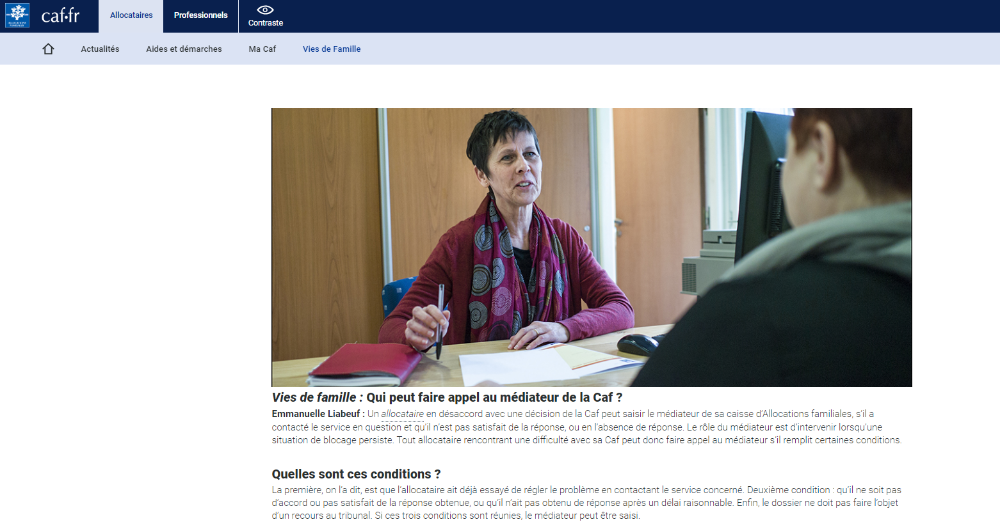 ALLOCATIONS
FAMILIALES
caf·fr
Allocataires
Professionnels
Contraste
Actualités
Aides et démarches
Ma Caf
Vies de Famille
Vies de famille : Qui peut faire appel au médiateur de la Caf ?
Emmanuelle Liabeuf : Un allocataire en désaccord avec une décision de la Caf peut saisir le médiateur de sa caisse d’Allocations familiales, s’il a
contacté le service en question et qu’il n’est pas satisfait de la réponse, ou en l’absence de réponse. Le rôle du médiateur est d’intervenir lorsqu’une
situation de blocage persiste. Tout allocataire rencontrant une difficulté avec sa Caf peut donc faire appel au médiateur s’il remplit certaines conditions.
Quelles sont ces conditions ?
La première, on l’a dit, est que l’allocataire ait déjà essayé de régler le problème en contactant le service concerné. Deuxième condition : qu’il ne soit pas
d’accord ou pas satisfait de la réponse obtenue, ou qu’il n’ait pas obtenu de réponse après un délai raisonnable. Enfin, le dossier ne doit pas faire l’objet
d’un recours au tribunal. Si ces trois conditions sont réunies, le médiateur peut être saisi.